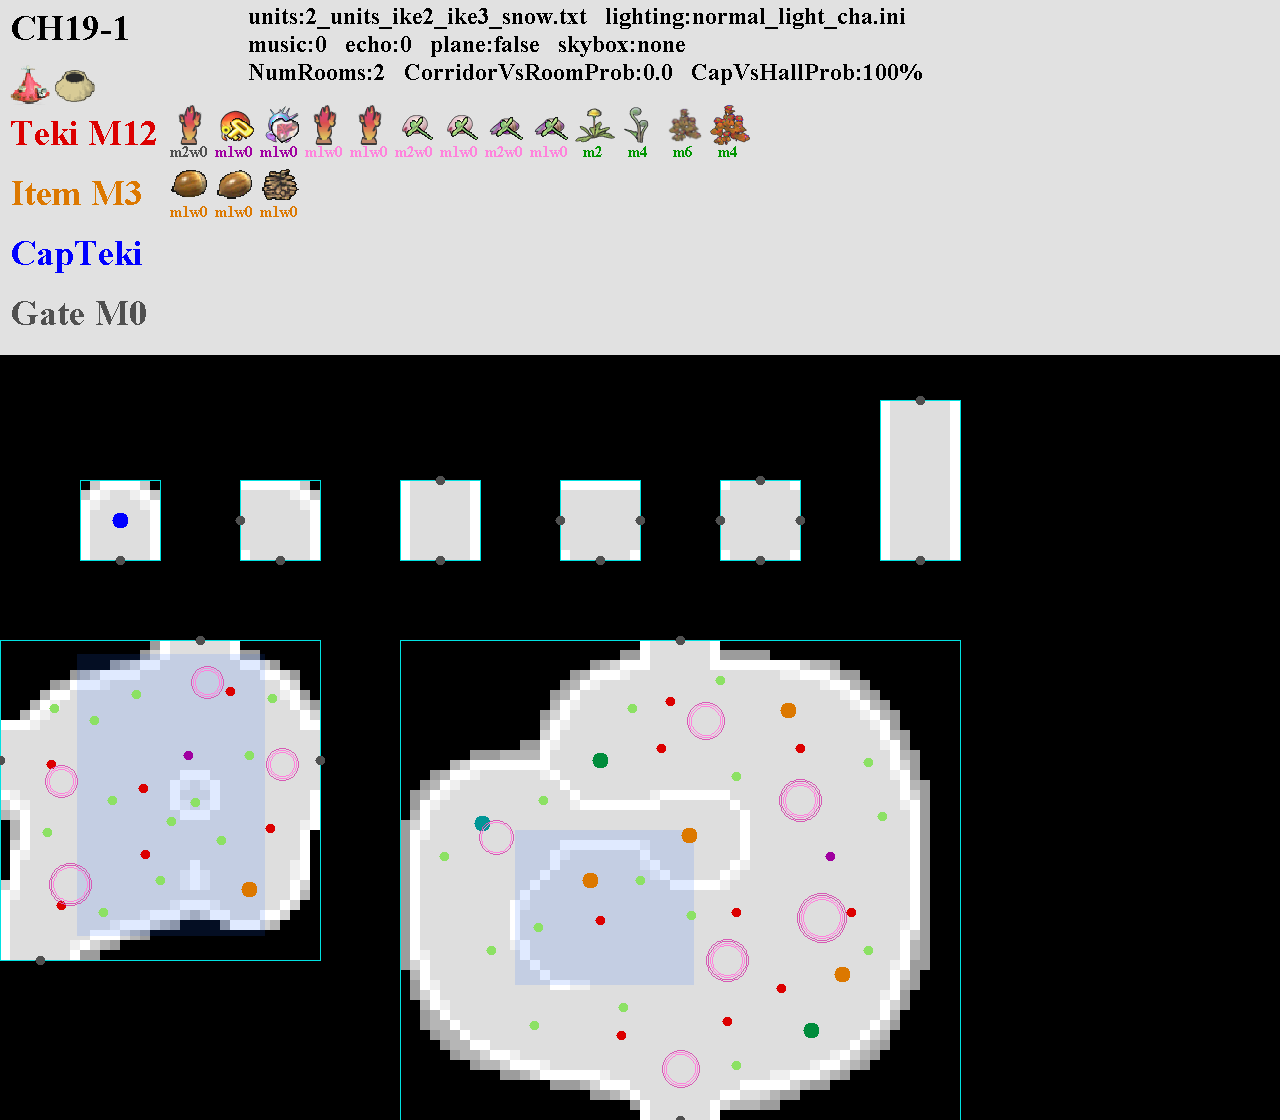 CH19-1
units:2_units_ike2_ike3_snow.txt lighting:normal_light_cha.ini
music:0 echo:0 plane:false skybox:none
NumRooms:2 CorridorVsRoomProb:0.0 CapVsHallProb:100%
Teki M12
m2w0 m1w0 m1w0 m1w0 m1w0 m2w0 m1w0 m2w0 m1w0 m2 m4 m6 m4
Item M3
m1w0 m1w0 m1w0
CapTeki
Gate M0